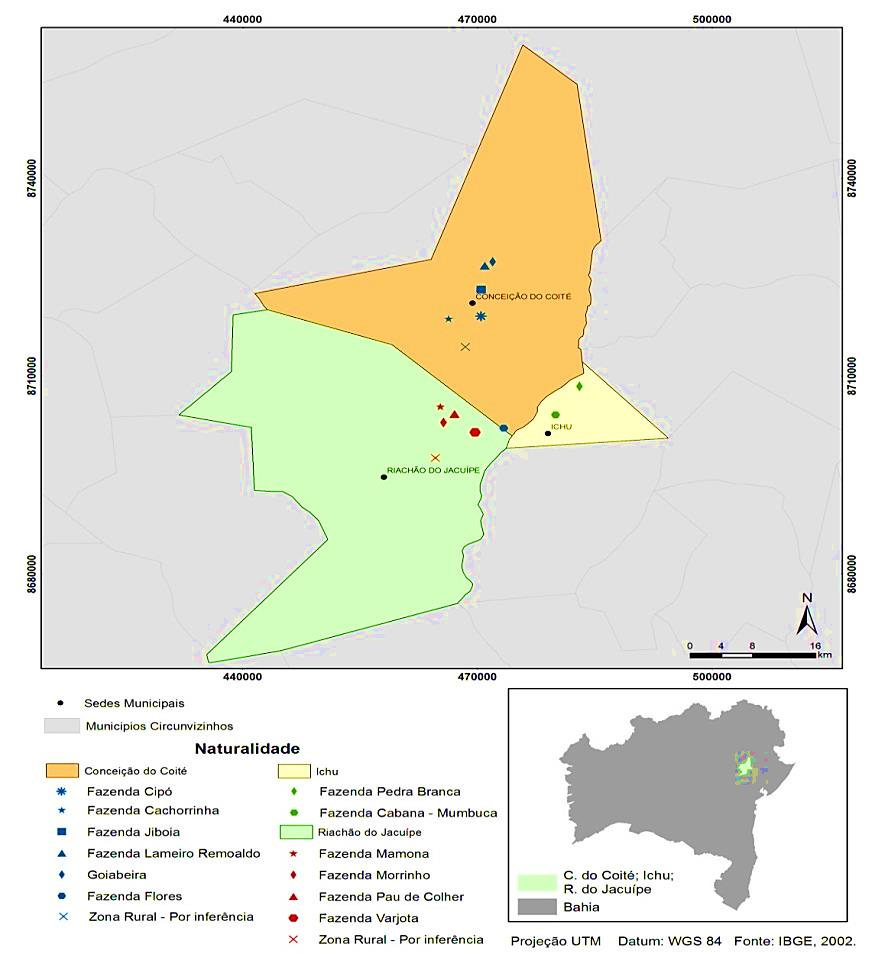 440000 470000 500000
8740000 8740000
CONCEIÇÃO DO COITÉ
8710000 8710000
ICHU
RIACHÃO DO JACUÍPE
8680000 8680000
N
0 4 8 16
km
440000 470000 500000
Sedes Municipais
Municipios Circunvizinhos
Naturalidade
Conceição do Coité
Fazenda Cipó
Fazenda Cachorrinha
Fazenda Jiboia
Fazenda Lameiro Remoaldo
Goiabeira
Fazenda Flores
Zona Rural - Por inferência
Ichu
Fazenda Pedra Branca
Fazenda Cabana - Mumbuca
Riachão do Jacuípe
Fazenda Mamona
Fazenda Morrinho
Fazenda Pau de Colher
Fazenda Varjota
Zona Rural - Por inferência
C. do Coité; Ichu;
R. do Jacuípe
Bahia
Projeção UTM Datum: WGS 84 Fonte: IBGE, 2002.